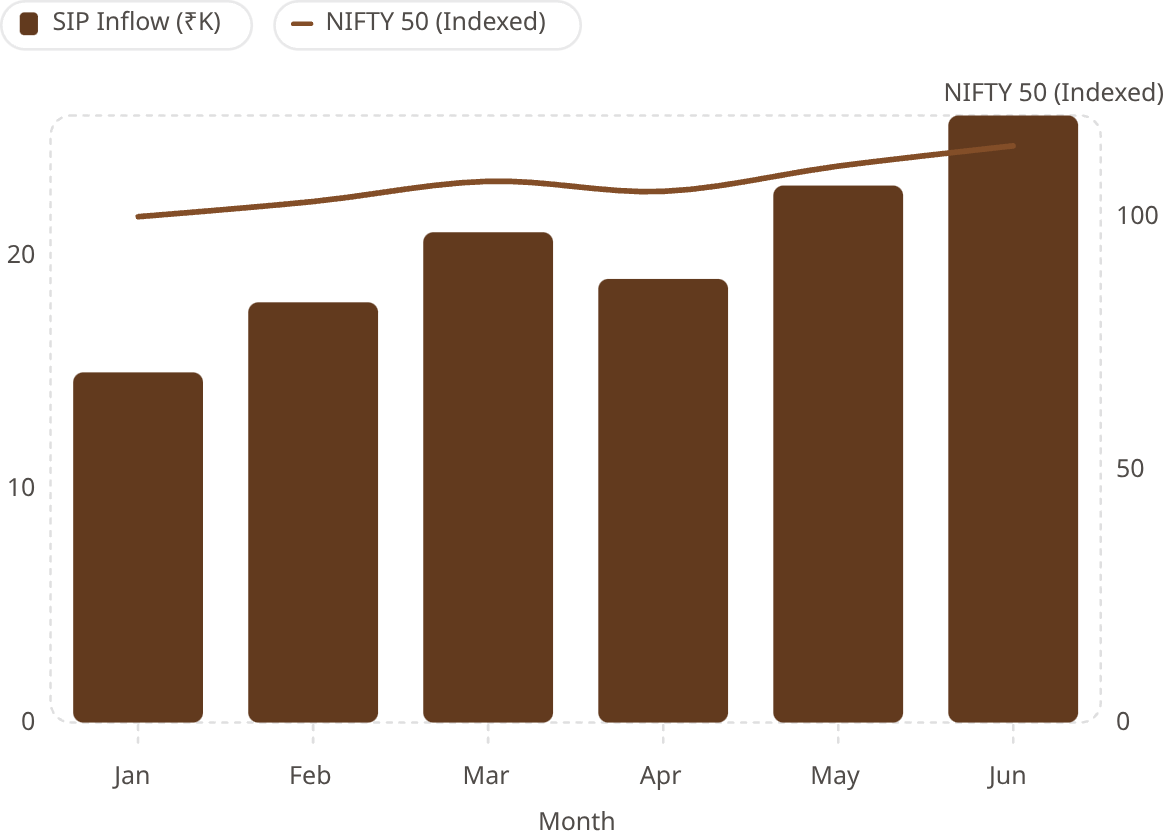 SIP Inflow (₹K)
NIFTY 50 (Indexed)
NIFTY 50 (Indexed)
20
10
0
100
50
0
Jan Feb Mar Apr May Jun
Month